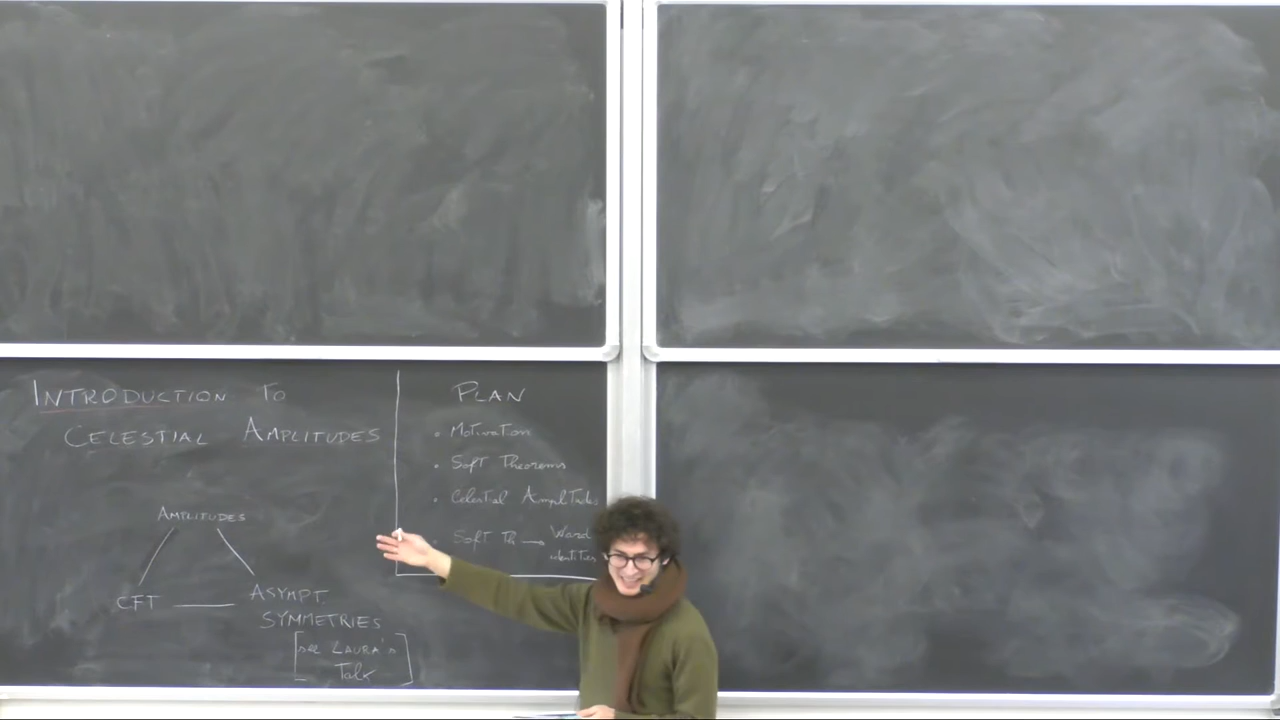 INTRODUCTION TO
CELESTIAL AMPLITUDES
AMPLITUDES
CFT
ASYMPT.
SYMMETRIES
[see LAURA's
Talk]
PLAN
• Motivation
• Soft Theorems
• Celestial Amplitudes
• Soft Th → Ward
identities